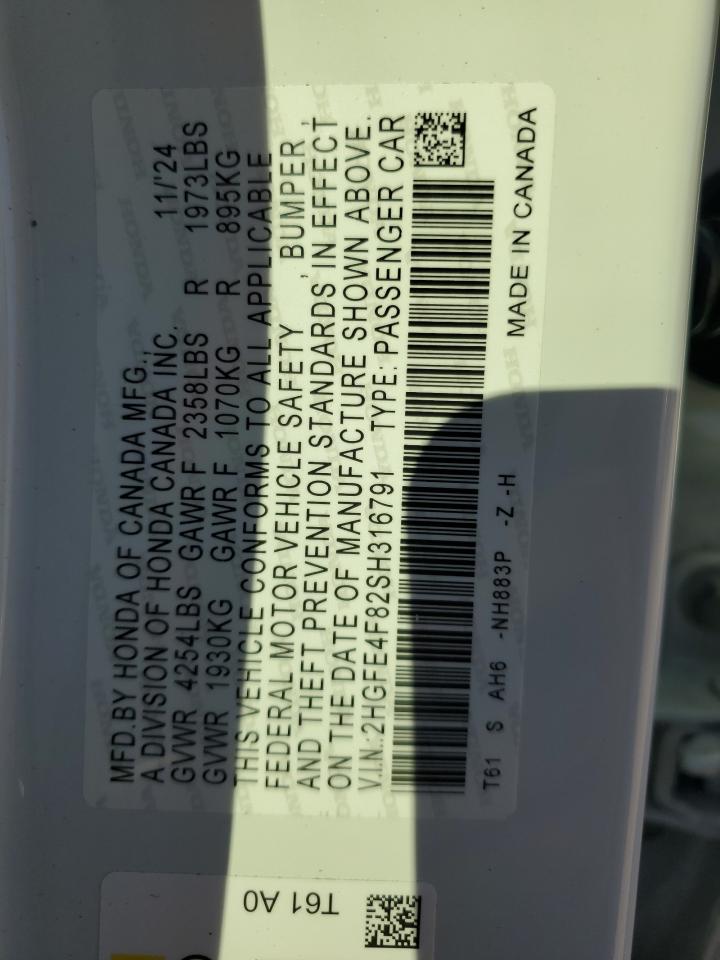 MFD.BY HONDA OF CANADA MFG.,
A DIVISION OF HONDA CANADA INC. 11/'24
GVWR 4254LBS GAWR F 2358LBS R 1973LBS
GVWR 1930KG GAWR F 1070KG R 895KG
THIS VEHICLE CONFORMS TO ALL APPLICABLE
FEDERAL MOTOR VEHICLE SAFETY , BUMPER ,
AND THEFT PREVENTION STANDARDS IN EFFECT
ON THE DATE OF MANUFACTURE SHOWN ABOVE.
V.I.N.:2HGFE4F82SH316791 TYPE: PASSENGER CAR
T61 S AH6 -NH883P -Z -H
MADE IN CANADA
T61 A0